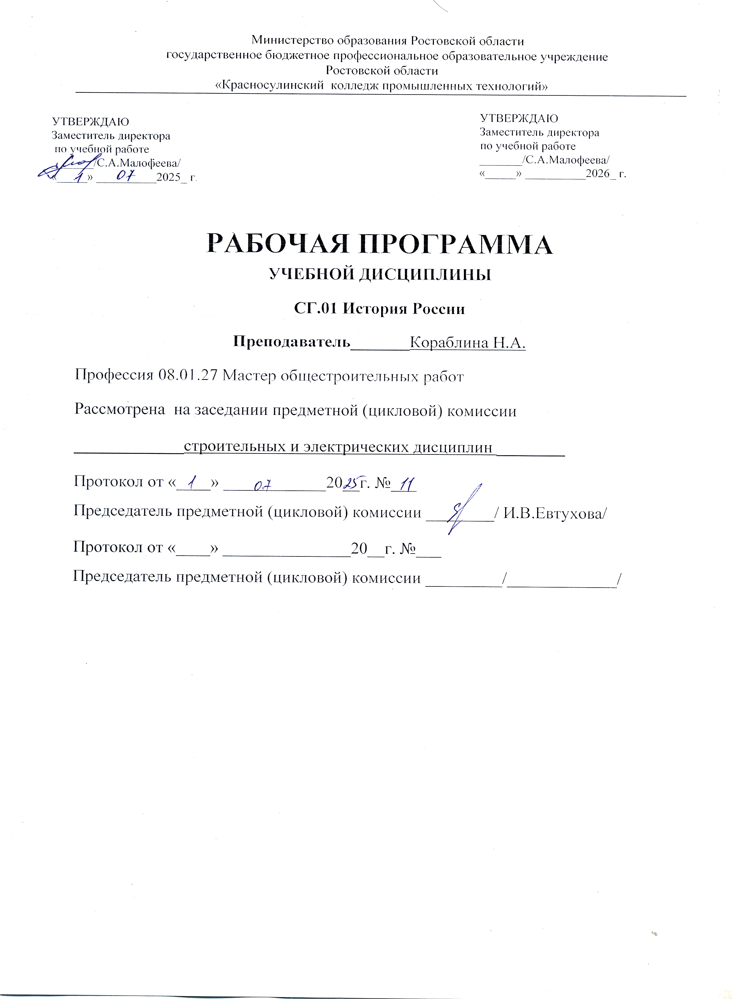 Министерство образования Ростовской области
государственное бюджетное профессиональное образовательное учреждение
Ростовской области
«Красносулинский колледж промышленных технологий»
УТВЕРЖДАЮ
Заместитель директора
по учебной работе
________/С.А.Малофеева/
«__1__» ____07____2025_ г.
УТВЕРЖДАЮ
Заместитель директора
по учебной работе
_______/С.А.Малофеева/
«_____» __________2026_ г.
РАБОЧАЯ ПРОГРАММА
УЧЕБНОЙ ДИСЦИПЛИНЫ
СГ.01 История России
Преподаватель_______Кораблина Н.А.
Профессия 08.01.27 Мастер общестроительных работ
Рассмотрена на заседании предметной (цикловой) комиссии
_____________строительных и электрических дисциплин________
Протокол от «__1__» ____07______2025г. №_11_
Председатель предметной (цикловой) комиссии ________/ И.В.Евтухова/
Протокол от «____» _______________20__г. №___
Председатель предметной (цикловой) комиссии _________/_____________/